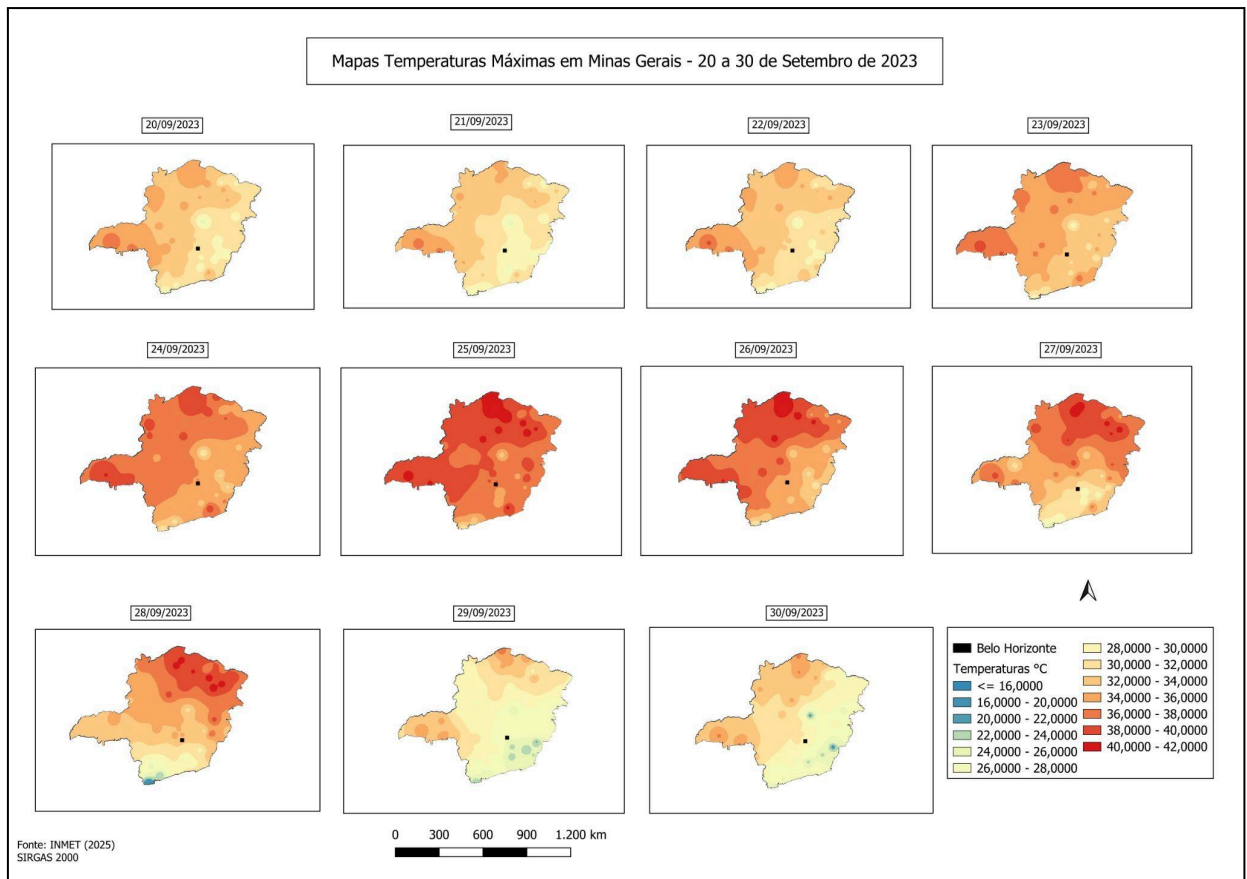 Mapas Temperaturas Máximas em Minas Gerais - 20 a 30 de Setembro de 2023
20/09/2023
21/09/2023
22/09/2023
23/09/2023
24/09/2023
25/09/2023
26/09/2023
27/09/2023
28/09/2023
29/09/2023
30/09/2023
Belo Horizonte
Temperaturas °C
<= 16,0000
16,0000 - 20,0000
20,0000 - 22,0000
22,0000 - 24,0000
24,0000 - 26,0000
26,0000 - 28,0000
28,0000 - 30,0000
30,0000 - 32,0000
32,0000 - 34,0000
34,0000 - 36,0000
36,0000 - 38,0000
38,0000 - 40,0000
40,0000 - 42,0000
0 300 600 900 1.200 km
Fonte: INMET (2025)
SIRGAS 2000